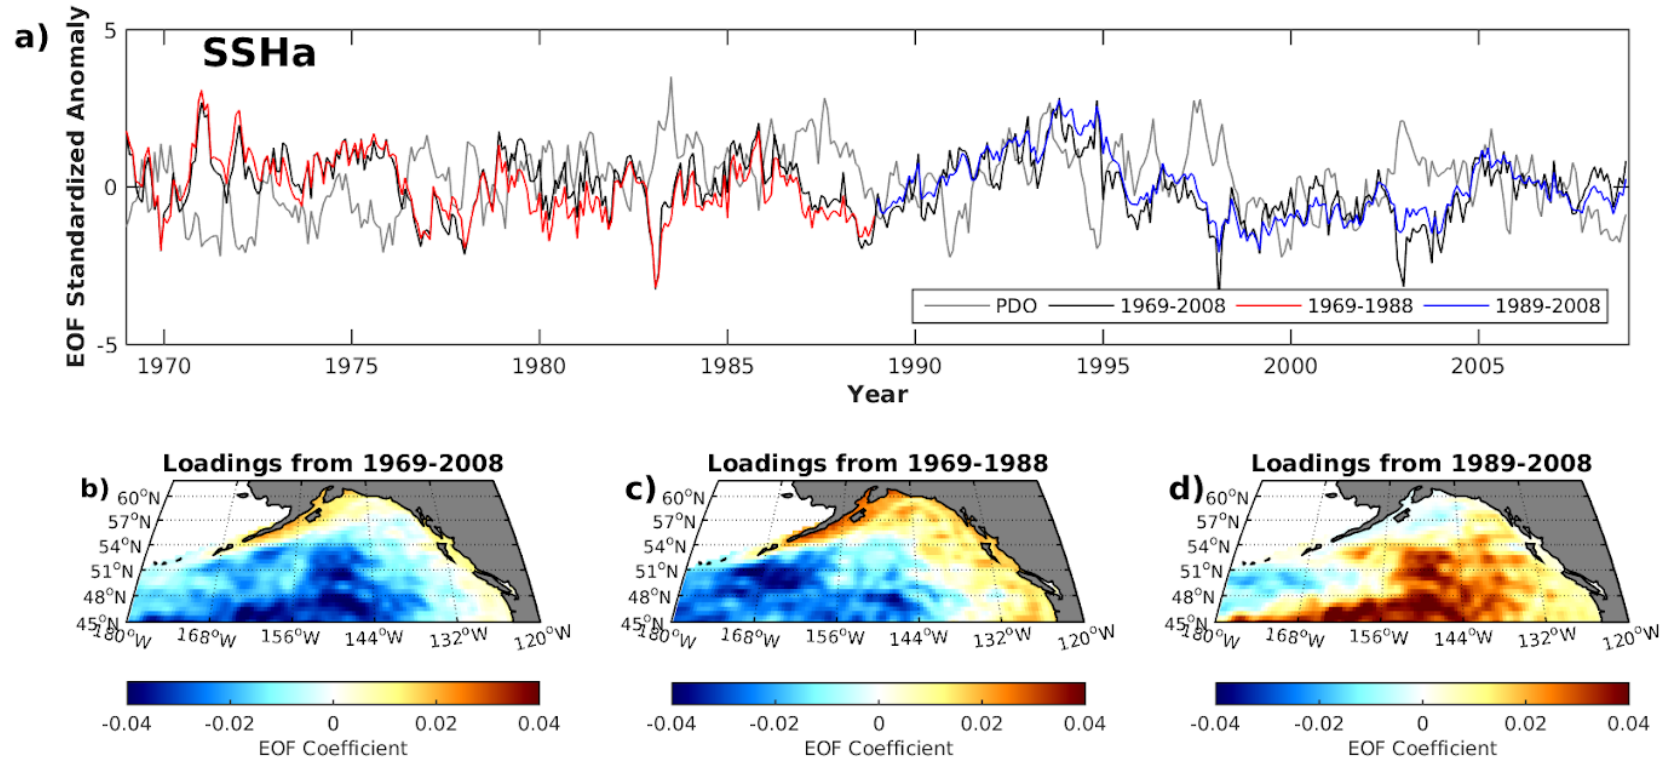 a)
SSHa
EOF Standardized Anomaly
5
0
-5
PDO 1969-2008 1969-1988 1989-2008
1970 1975 1980 1985 1990 1995 2000 2005
Year
b)
Loadings from 1969-2008
60°N
57°N
54°N
51°N
48°N
45°N
180°W 168°W 156°W 144°W 132°W 120°W
-0.04 -0.02 0 0.02 0.04
EOF Coefficient
c)
Loadings from 1969-1988
60°N
57°N
54°N
51°N
48°N
45°N
180°W 168°W 156°W 144°W 132°W 120°W
-0.04 -0.02 0 0.02 0.04
EOF Coefficient
d)
Loadings from 1989-2008
60°N
57°N
54°N
51°N
48°N
45°N
180°W 168°W 156°W 144°W 132°W 120°W
-0.04 -0.02 0 0.02 0.04
EOF Coefficient